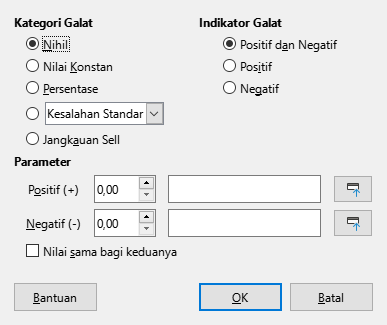 Kategori Galat
Nihil
Nilai Konstan
Persentase
Kesalahan Standar
Jangkauan Sell
Indikator Galat
Positif dan Negatif
Positif
Negatif
Parameter
Positif (+) 0,00
Negatif (-) 0,00
Nilai sama bagi keduanya
Bantuan OK Batal